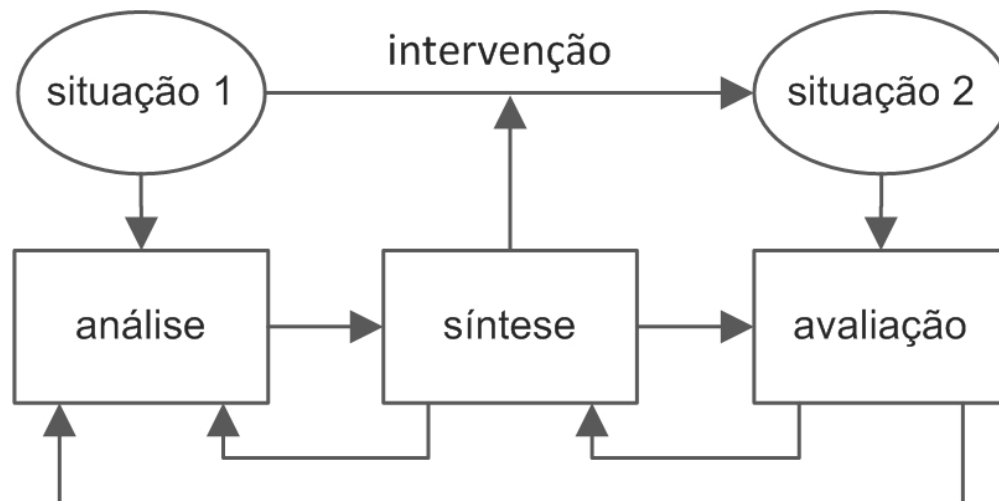 intervenção
situação 1
situação 2
análise
síntese
avaliação